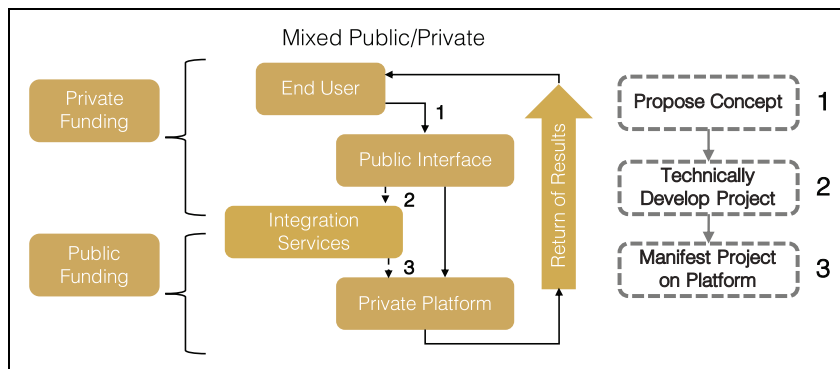 Mixed Public/Private
Private
Funding
Public
Funding
End User
1
Public Interface
2
Integration
Services
3
Private Platform
Return of Results
Propose Concept
1
Technically
Develop Project
2
Manifest Project
on Platform
3